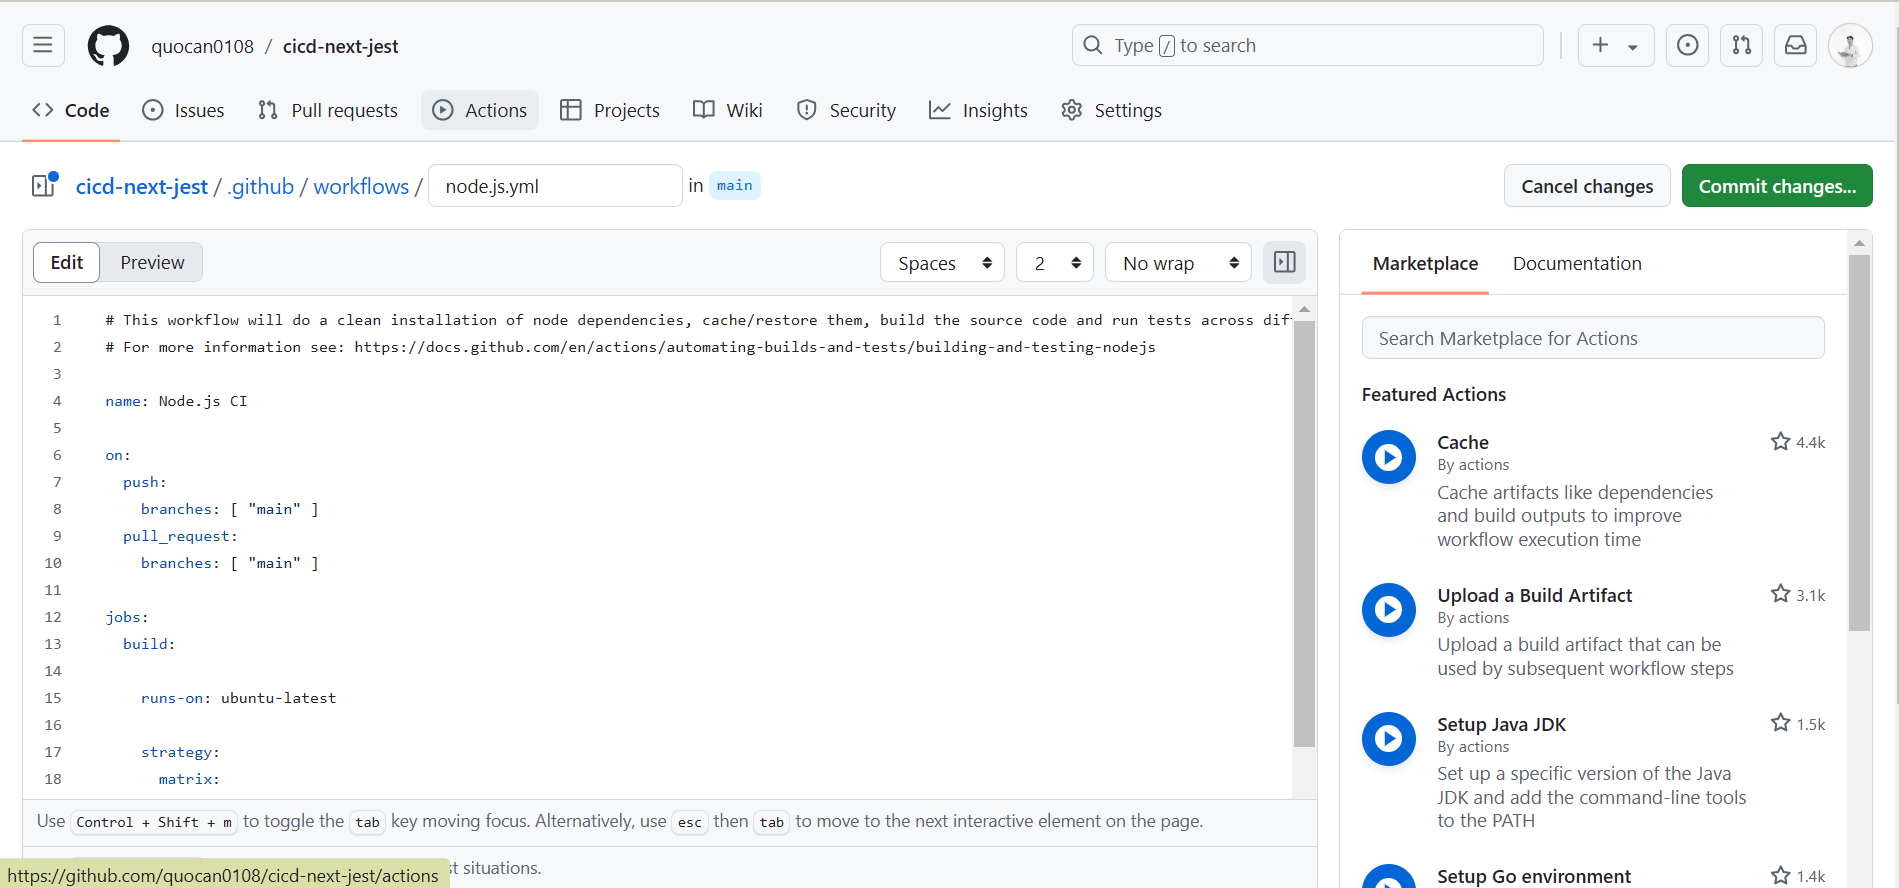 quocan0108 / cicd-next-jest
Type / to search
Code Issues Pull requests Actions Projects Wiki Security Insights Settings
cicd-next-jest / .github / workflows / node.js.yml in main
Cancel changes Commit changes...
Edit Preview
Spaces 2 No wrap
1 # This workflow will do a clean installation of node dependencies, cache/restore them, build the source code and run tests across dif
2 # For more information see: https://docs.github.com/en/actions/automating-builds-and-tests/building-and-testing-nodejs
3
4 name: Node.js CI
5
6 on:
7 push:
8 branches: [ "main" ]
9 pull_request:
10 branches: [ "main" ]
11
12 jobs:
13 build:
14
15 runs-on: ubuntu-latest
16
17 strategy:
18 matrix:
Use Control + Shift + m to toggle the tab key moving focus. Alternatively, use esc then tab to move to the next interactive element on the page.
st situations.
https://github.com/quocan0108/cicd-next-jest/actions
Marketplace Documentation
Search Marketplace for Actions
Featured Actions
Cache 4.4k
By actions
Cache artifacts like dependencies
and build outputs to improve
workflow execution time
Upload a Build Artifact 3.1k
By actions
Upload a build artifact that can be
used by subsequent workflow steps
Setup Java JDK 1.5k
By actions
Set up a specific version of the Java
JDK and add the command-line tools
to the PATH
Setup Go environment 1.4k